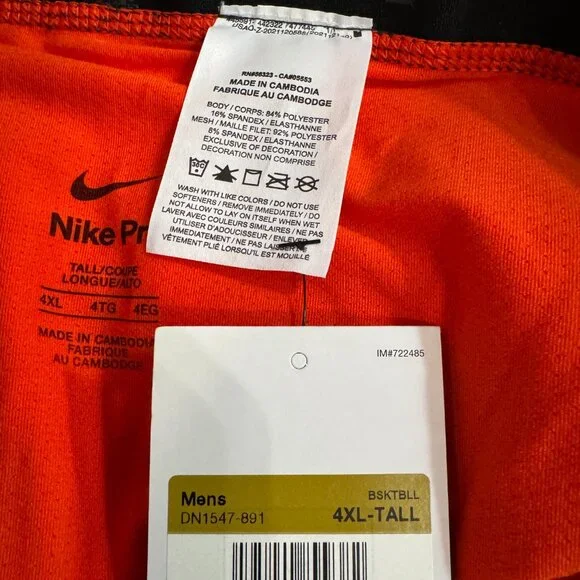 RN#56323 - CA#05553
MADE IN CAMBODIA
FABRIQUE AU CAMBODGE
BODY / CORPS: 84% POLYESTER
16% SPANDEX / ELASTHANNE
MESH / MAILLE FILET: 92% POLYESTER
8% SPANDEX / ELASTHANNE
EXCLUSIVE OF DECORATION /
DECORATION NON COMPRISE
WASH WITH LIKE COLORS / DO NOT USE
SOFTENERS / REMOVE IMMEDIATELY / DO
NOT ALLOW TO LAY ON ITSELF WHEN WET
LAVER AVEC COULEURS SIMILAIRES / NE PAS
UTILISER D'ADOUCISSEUR / ENLEVER
IMMEDIATEMENT / NE PAS LAISSER
VÊTEMENT PLIÉ LORSQU'IL EST MOUILLÉ
Nike Pr
TALL/COUPE
LONGUE/ALTO
4XL 4TG 4EG
MADE IN CAMBODIA
FABRIQUE
AU CAMBODGE
IM#722485
Mens BSKTBLL
DN1547-891 4XL-TALL